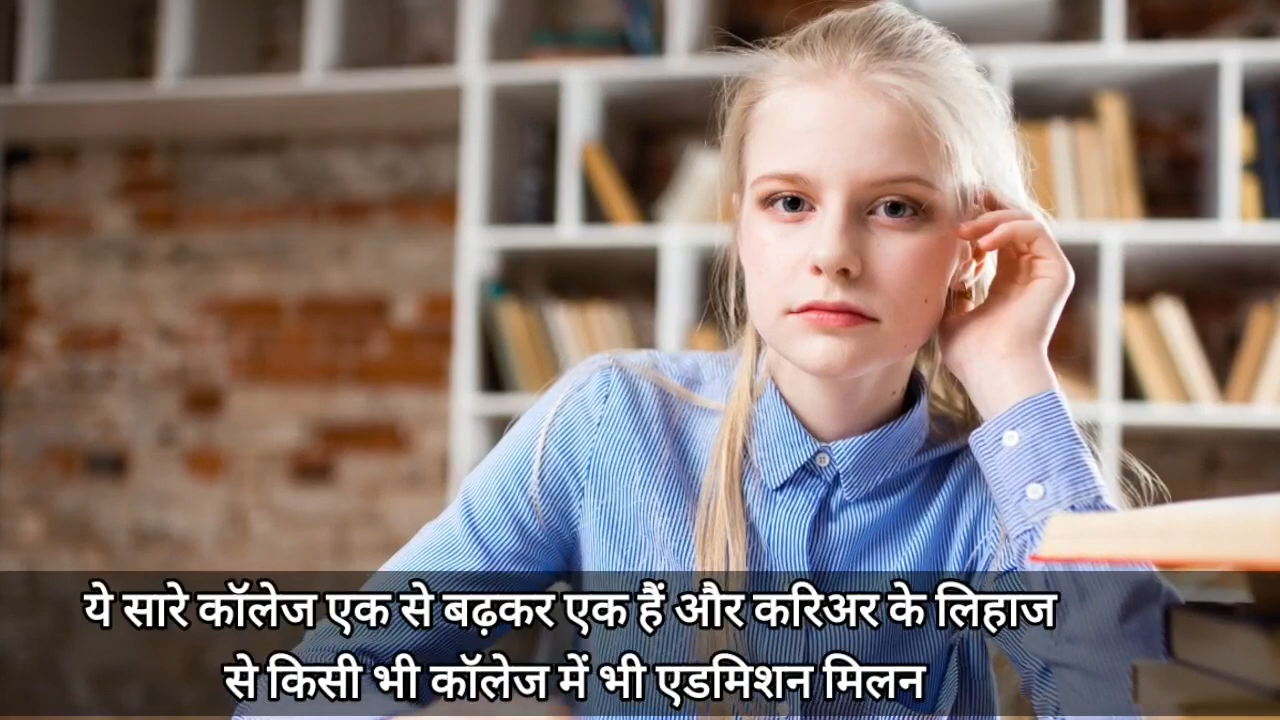 ये सारे कॉलेज एक से बढ़कर एक हैं और करिअर के लिहाज
से किसी भी कॉलेज में भी एडमिशन मिलन